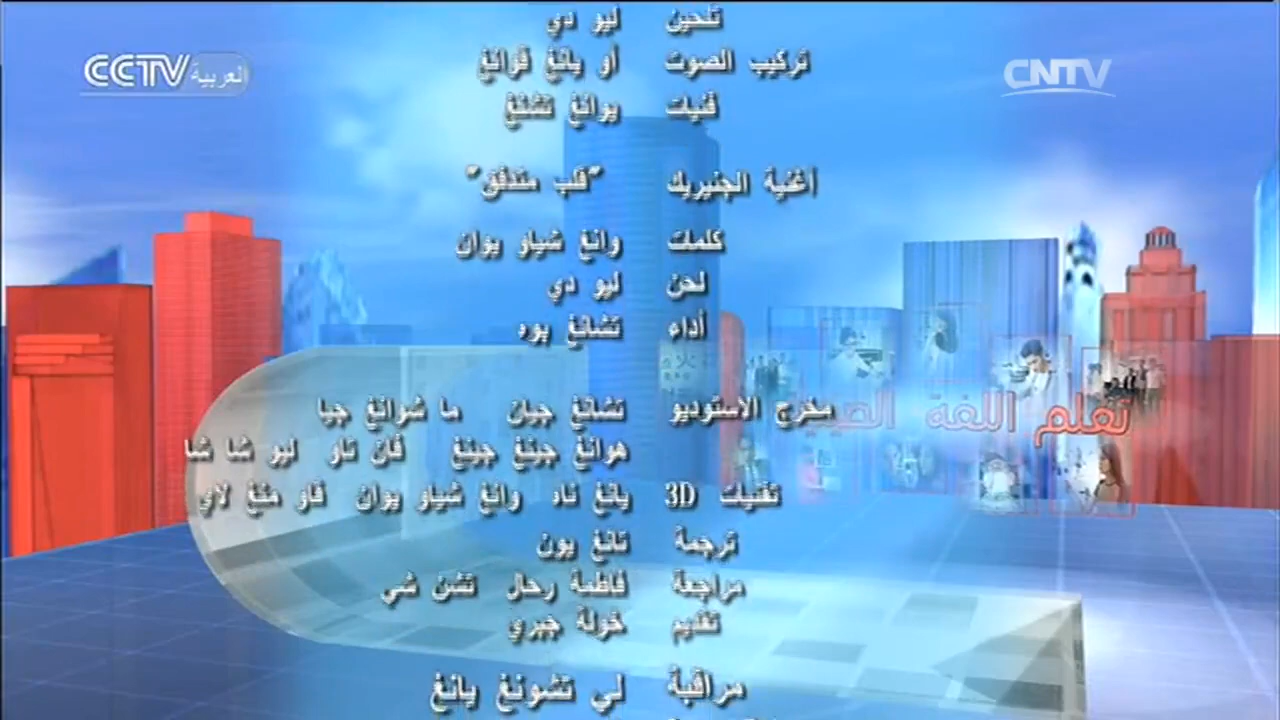 CCTV العربية
CNTV
تلحين ليو دي
تركيب الصوت أو يانغ قوانغ
فنيات يوانغ تشنغ
أغنية الجنيريك "قلب متدفق"
كلمات وانغ شياو يوان
لحن ليو دي
أداء تشانغ يوه
مخرج الاستوديو تشانغ جيان ما شوانغ جيا
هوانغ جينغ جينغ فان تاو ليو شا شا
تعلم اللغة
تقنيات 3D يانغ ناه وانغ شياو يوان قاو منغ لاي
ترجمة تانغ يون
مراجعة فاطمة رحال تشن شي
تقديم خولة جبري
مراقبة لي تشونغ يانغ